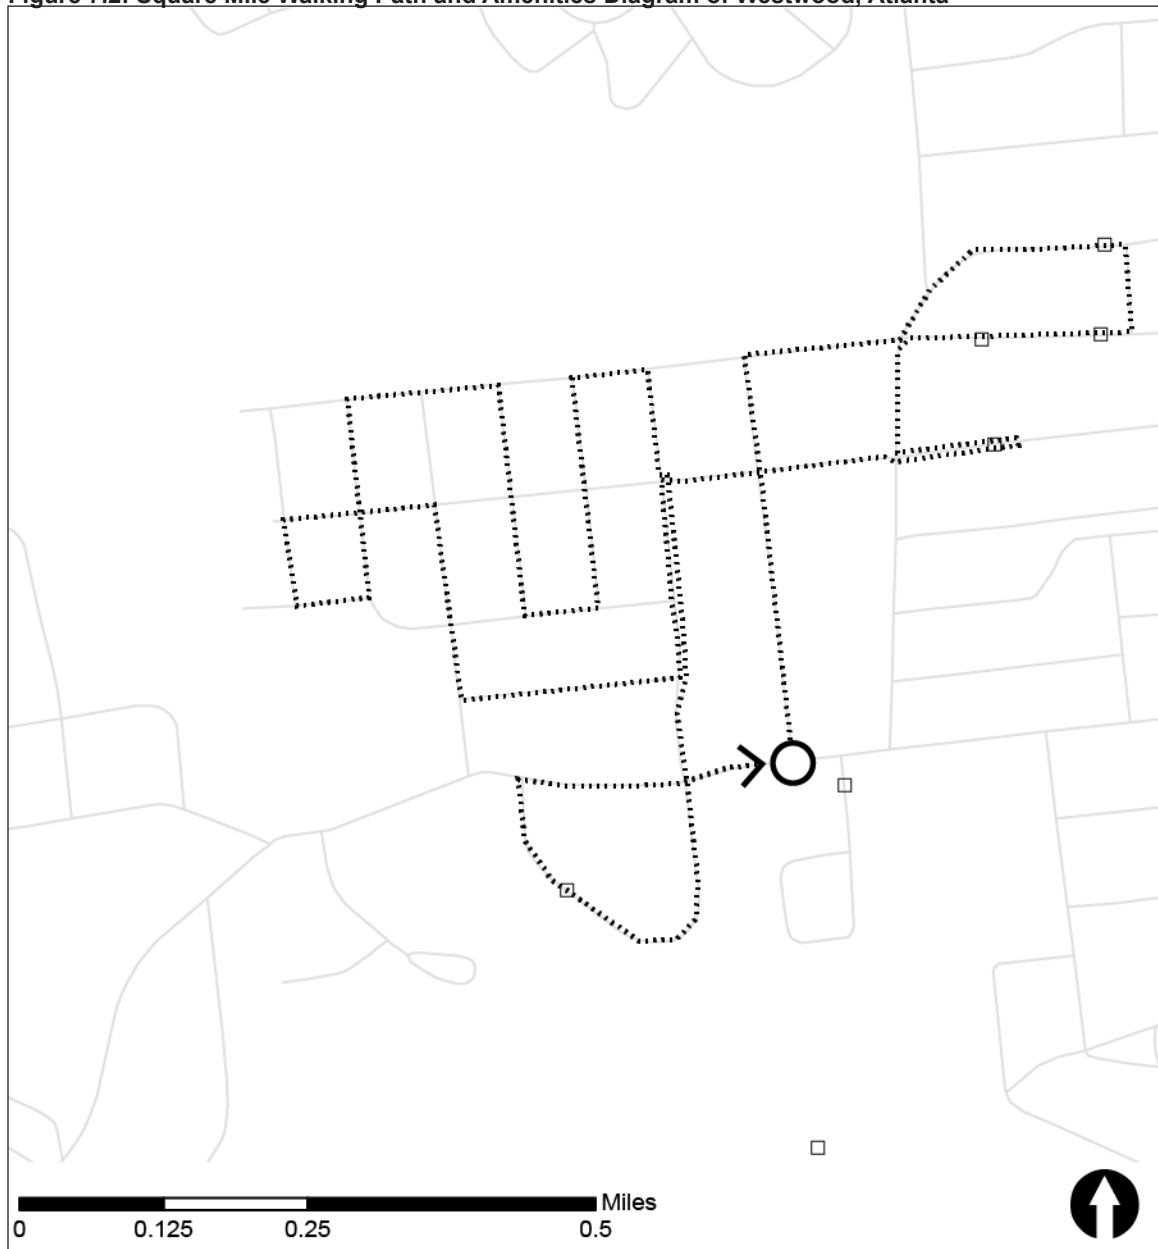 Figure 7.2: Square Mile Walking Path and Amenities Diagram of Westwood, Atlanta
Miles
0 0.125 0.25 0.5